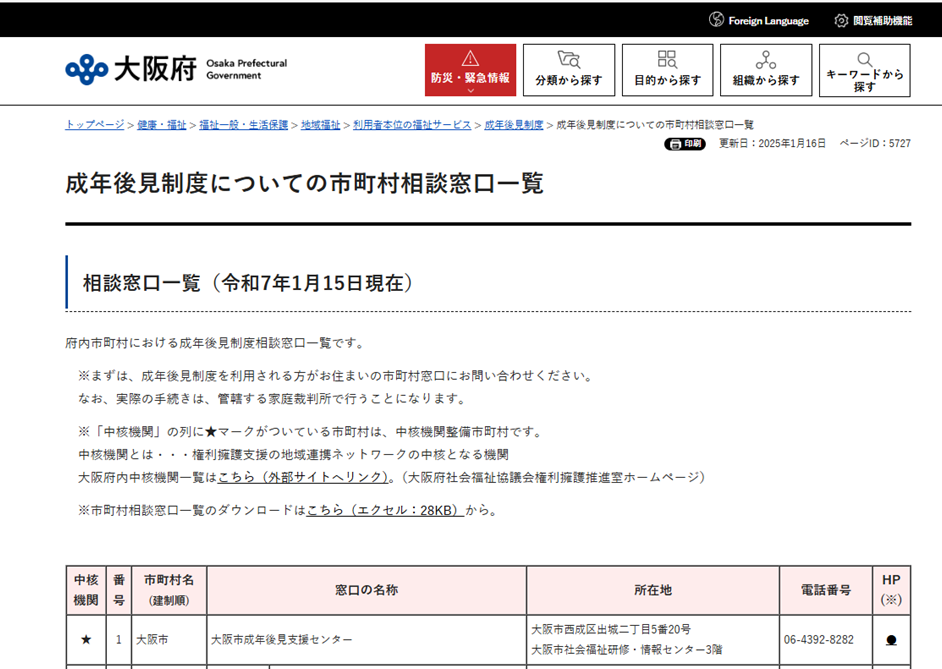 Foreign Language 閲覧補助機能
大阪府 Osaka Prefectural Government
防災・緊急情報 分類から探す 目的から探す 組織から探す キーワードから探す
トップページ > 健康・福祉 > 福祉一般・生活保護 > 地域福祉 > 利用者本位の福祉サービス > 成年後見制度 > 成年後見制度についての市町村相談窓口一覧
印刷 更新日：2025年1月16日 ページID：5727
成年後見制度についての市町村相談窓口一覧
相談窓口一覧（令和7年1月15日現在）
府内市町村における成年後見制度相談窓口一覧です。
※まずは、成年後見制度を利用される方がお住まいの市町村窓口にお問い合わせください。
なお、実際の手続きは、管轄する家庭裁判所で行うことになります。
※「中核機関」の列に★マークがついている市町村は、中核機関整備市町村です。
中核機関とは・・・権利擁護支援の地域連携ネットワークの中核となる機関
大阪府内中核機関一覧はこちら（外部サイトへリンク）。（大阪府社会福祉協議会権利擁護推進室ホームページ）
※市町村相談窓口一覧のダウンロードはこちら（エクセル：28KB）から。
中核機関 番号 市町村名（建制順） 窓口の名称 所在地 電話番号 HP（※）
★ 1 大阪市 大阪市成年後見支援センター 大阪市西成区出城二丁目5番20号 大阪市社会福祉研修・情報センター3階 06-4392-8282 ●